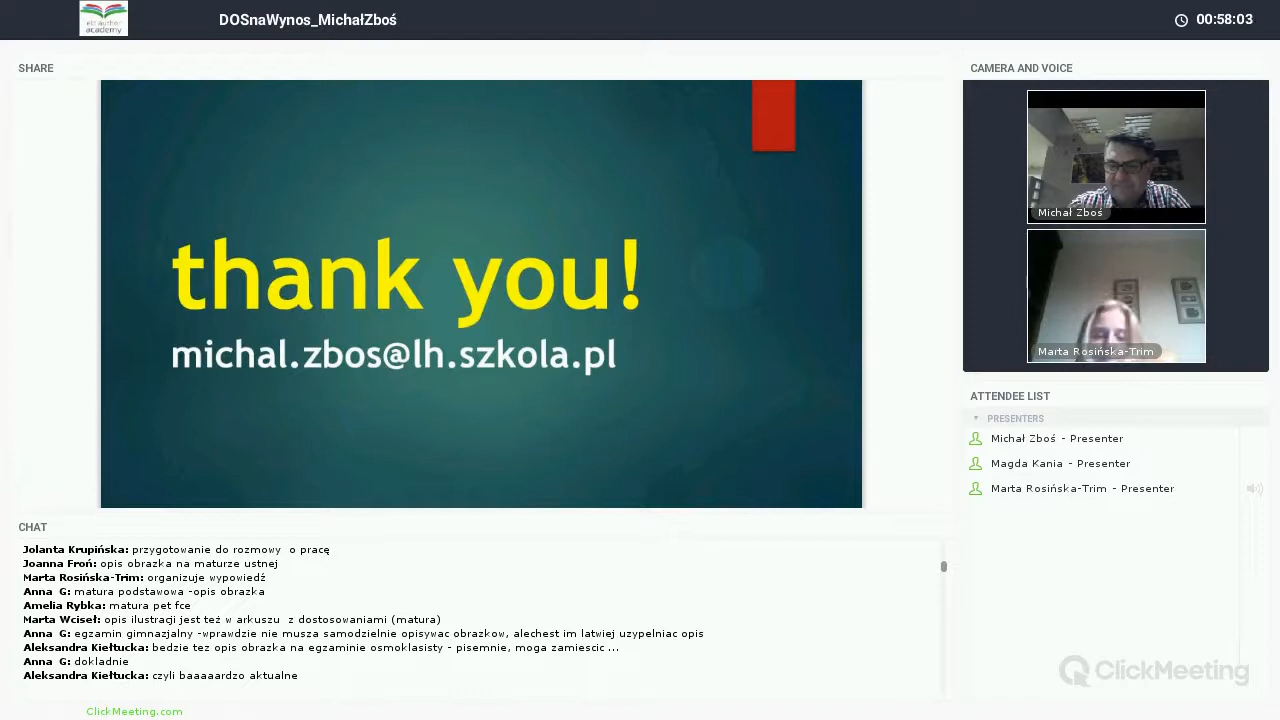 elt author
academy
DOSnaWynos_MichałZboś
00:58:03
SHARE
thank you!
michal.zbos@lh.szkola.pl
CAMERA AND VOICE
Michał Zboś
Marta Rosińska-Trim
ATTENDEE LIST
PRESENTERS
Michał Zboś - Presenter
Magda Kania - Presenter
Marta Rosińska-Trim - Presenter
CHAT
Jolanta Krupińska: przygotowanie do rozmowy o pracę
Joanna Froń: opis obrazka na maturze ustnej
Marta Rosińska-Trim: organizuje wypowiedź
Anna G: matura podstawowa -opis obrazka
Amelia Rybka: matura pet fce
Marta Wciseł: opis ilustracji jest też w arkuszu z dostosowaniami (matura)
Anna G: egzamin gimnazjalny -wprawdzie nie musza samodzielnie opisywac obrazkow, alechest im latwiej uzypelniac opis
Aleksandra Kiełtucka: bedzie tez opis obrazka na egzaminie osmoklasisty - pisemnie, moga zamiescic ...
Anna G: dokladnie
Aleksandra Kiełtucka: czyli baaaaardzo aktualne
ClickMeeting
ClickMeeting.com